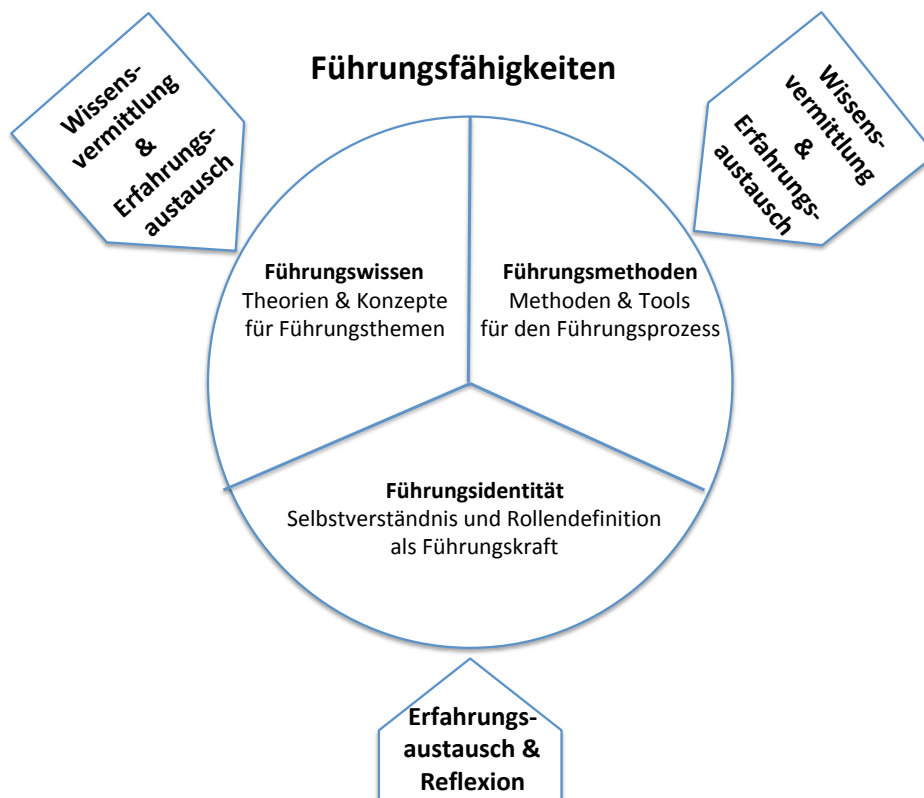 Führungsfähigkeiten
Wissens-
vermittlung
&
Erfahrungs-
austausch
Wissens-
vermittlung
&
Erfahrungs-
austausch
Führungswissen
Theorien & Konzepte
für Führungsthemen
Führungsmethoden
Methoden & Tools
für den Führungsprozess
Führungsidentität
Selbstverständnis und Rollendefinition
als Führungskraft
Erfahrungs-
austausch &
Reflexion